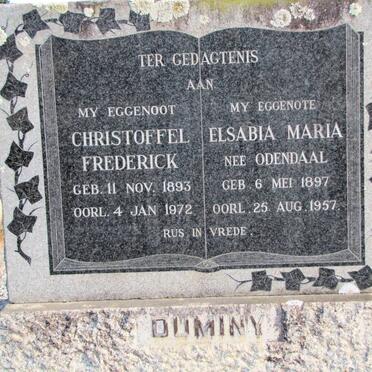 TER GEDAGTENIS
AAN
MY EGGENOOT
CHRISTOFFEL
FREDERICK
GEB. 11 NOV. 1893
OORL. 4 JAN 1972
MY EGGENOTE
ELSABIA MARIA
NEE ODENDAAL
GEB. 6 MEI 1897
OORL. 25 AUG. 1957
RUS IN VREDE.
DUMINY